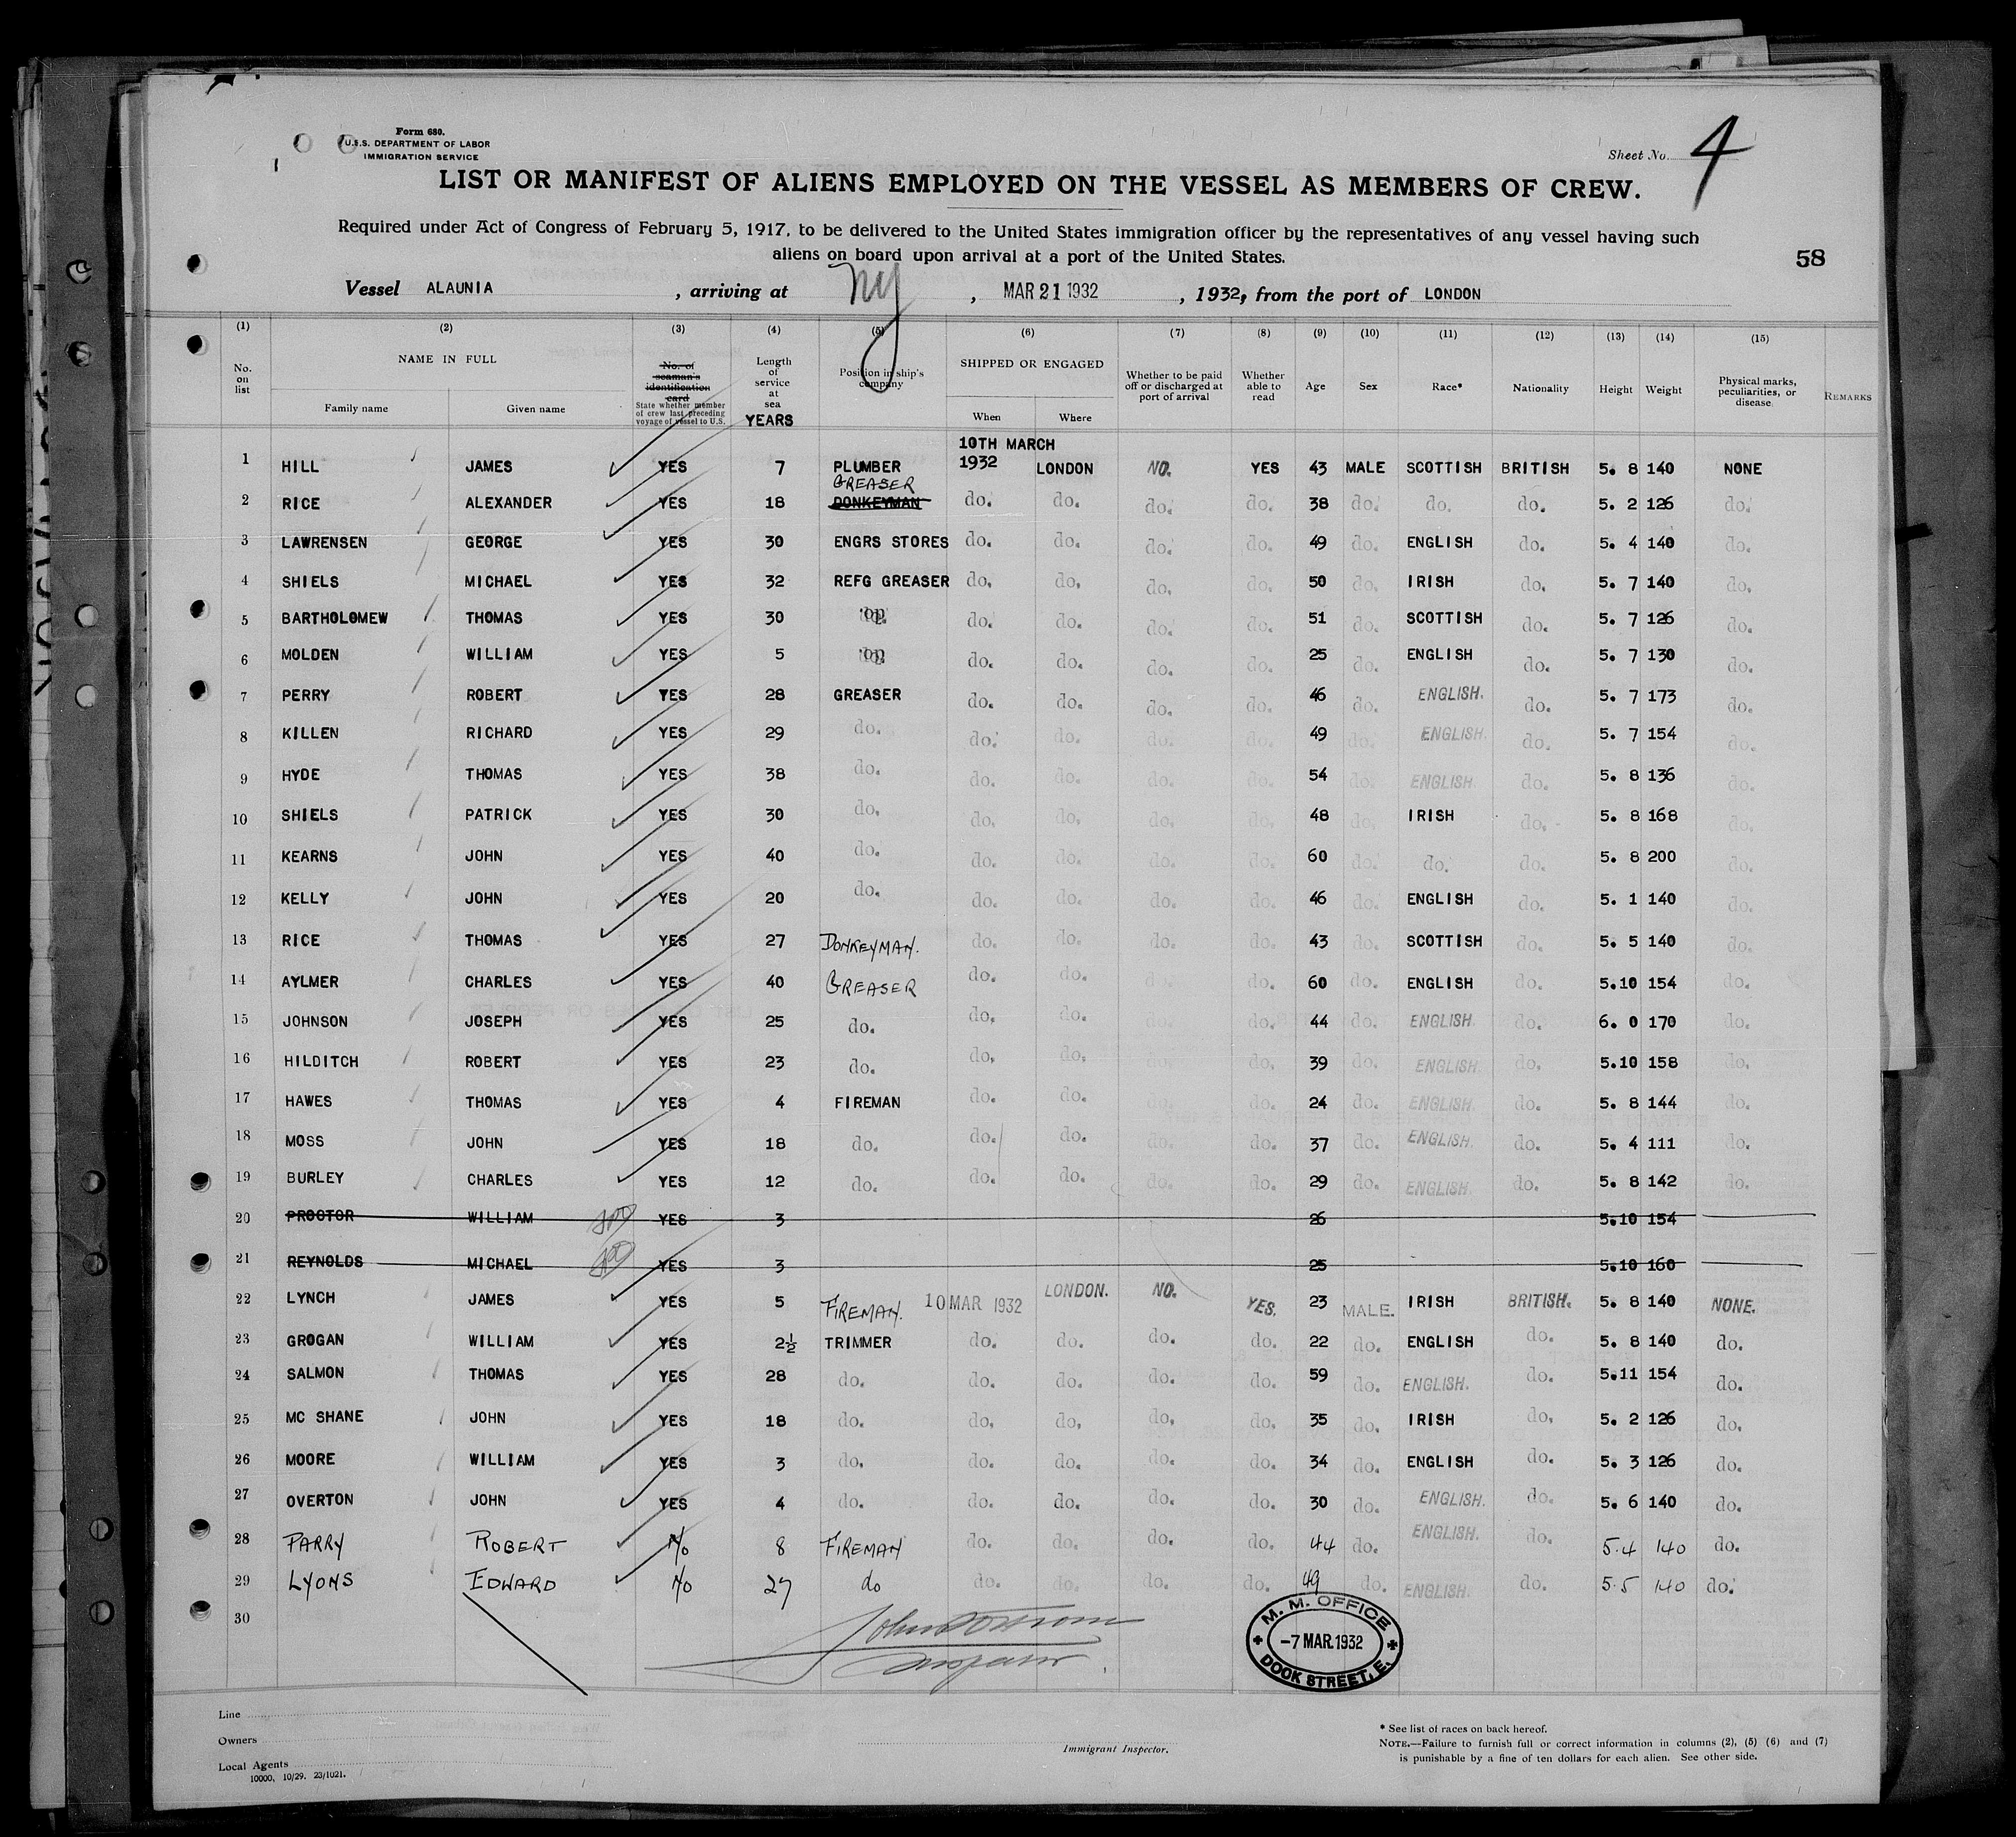 Form 680.
U.S. DEPARTMENT OF LABOR
IMMIGRATION SERVICE
Sheet No. 4
LIST OR MANIFEST OF ALIENS EMPLOYED ON THE VESSEL AS MEMBERS OF CREW.
Required under Act of Congress of February 5, 1917, to be delivered to the United States immigration officer by the representatives of any vessel having such
aliens on board upon arrival at a port of the United States.
58
Vessel ALAUNIA, arriving at NY, MAR 21 1932, 1932, from the port of LONDON
(1) (2) (3) (4) (5) (6) (7) (8) (9) (10) (11) (12) (13) (14) (15)
No. on list NAME IN FULL Family name Given name No. of seaman's identification card State whether member of crew last preceding voyage of vessel to U.S. Length of service at sea YEARS Position in ship's company SHIPPED OR ENGAGED When Where Whether to be paid off or discharged at port of arrival Whether able to read Age Sex Race* Nationality Height Weight Physical marks, peculiarities, or disease. REMARKS
1 HILL JAMES YES 7 PLUMBER 10TH MARCH 1932 LONDON NO. YES 43 MALE SCOTTISH BRITISH 5. 8 140 NONE
2 RICE ALEXANDER YES 18 GREASER DONKEYMAN do. do. do. do. 38 do. do. do. 5. 2 126 do.
3 LAWRENSEN GEORGE YES 30 ENGRS STORES do. do. do. do. 49 do. ENGLISH do. 5. 4 140 do.
4 SHIELS MICHAEL YES 32 REFG GREASER do. do. do. do. 50 do. IRISH do. 5. 7 140 do.
5 BARTHOLOMEW THOMAS YES 30 do. do. do. do. do. 51 do. SCOTTISH do. 5. 7 126 do.
6 MOLDEN WILLIAM YES 5 do. do. do. do. do. 25 do. ENGLISH do. 5. 7 130 do.
7 PERRY ROBERT YES 28 GREASER do. do. do. do. 46 do. ENGLISH. do. 5. 7 173 do.
8 KILLEN RICHARD YES 29 do. do. do. do. do. 49 do. ENGLISH. do. 5. 7 154 do.
9 HYDE THOMAS YES 38 do. do. do. do. do. 54 do. ENGLISH. do. 5. 8 136 do.
10 SHIELS PATRICK YES 30 do. do. do. do. do. 48 do. IRISH do. 5. 8 168 do.
11 KEARNS JOHN YES 40 do. do. do. do. do. 60 do. do. do. 5. 8 200 do.
12 KELLY JOHN YES 20 do. do. do. do. do. 46 do. ENGLISH do. 5. 1 140 do.
13 RICE THOMAS YES 27 DONKEYMAN. do. do. do. do. 43 do. SCOTTISH do. 5. 5 140 do.
14 AYLMER CHARLES YES 40 GREASER do. do. do. do. 60 do. ENGLISH do. 5.10 154 do.
15 JOHNSON JOSEPH YES 25 do. do. do. do. do. 44 do. ENGLISH. do. 6. 0 170 do.
16 HILDITCH ROBERT YES 23 do. do. do. do. do. 39 do. ENGLISH. do. 5.10 158 do.
17 HAWES THOMAS YES 4 FIREMAN do. do. do. do. 24 do. ENGLISH. do. 5. 8 144 do.
18 MOSS JOHN YES 18 do. do. do. do. do. 37 do. ENGLISH. do. 5. 4 111 do.
19 BURLEY CHARLES YES 12 do. do. do. do. do. 29 do. ENGLISH. do. 5. 8 142 do.
20 PROCTOR WILLIAM YES 3 26 5.10 154
21 REYNOLDS MICHAEL YES 3 25 5.10 160
22 LYNCH JAMES YES 5 FIREMAN. 10 MAR 1932 LONDON. NO. YES. 23 MALE. IRISH BRITISH. 5. 8 140 NONE.
23 GROGAN WILLIAM YES 2½ TRIMMER do. do. do. do. 22 do. ENGLISH do. 5. 8 140 do.
24 SALMON THOMAS YES 28 do. do. do. do. do. 59 do. ENGLISH. do. 5.11 154 do.
25 MC SHANE JOHN YES 18 do. do. do. do. do. 35 do. IRISH do. 5. 2 126 do.
26 MOORE WILLIAM YES 3 do. do. do. do. do. 34 do. ENGLISH do. 5. 3 126 do.
27 OVERTON JOHN YES 4 do. do. do. do. do. 30 do. ENGLISH. do. 5. 6 140 do.
28 PARRY ROBERT No 8 FIREMAN do. do. do. do. 44 do. ENGLISH. do. 5.4 140 do.
29 LYONS EDWARD No 27 do do. do. do. do. 49 do. ENGLISH. do. 5.5 140 do.
30
M. M. OFFICE
-7 MAR.1932
DOCK STREET, E.
Line
Owners
Local Agents
10000, 10/29. 23/1021.
Immigrant Inspector.
* See list of races on back hereof.
NOTE.—Failure to furnish full or correct information in columns (2), (5) (6) and (7)
is punishable by a fine of ten dollars for each alien. See other side.